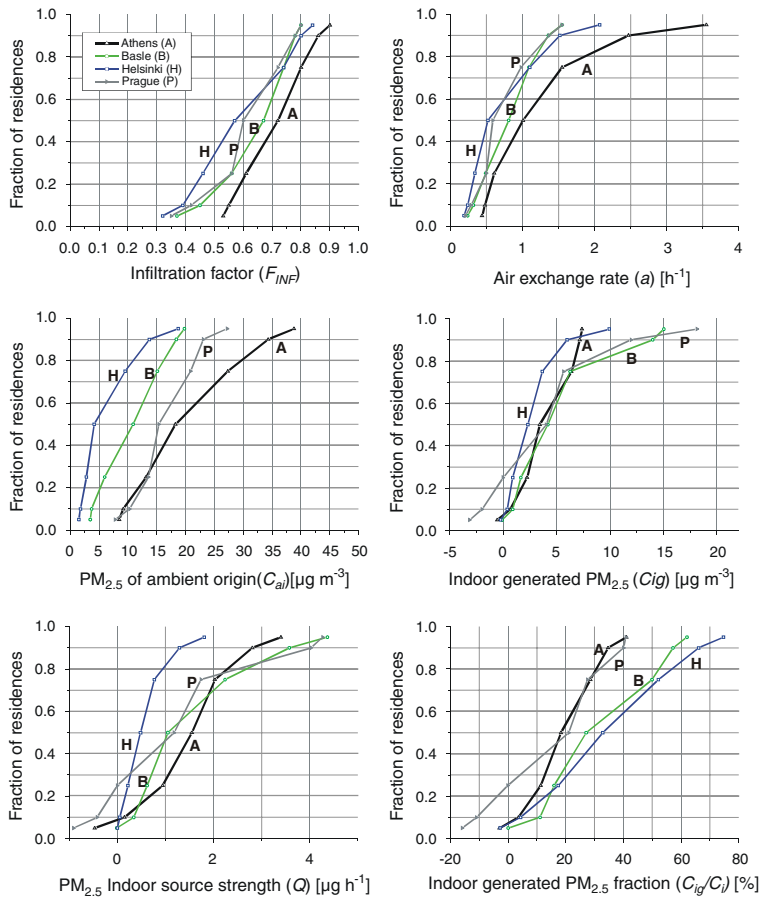 Fraction of residences
1.0
0.8
0.6
0.4
0.2
0.0
Athens (A)
Basle (B)
Helsinki (H)
Prague (P)
H
P
B
A
0.0 0.1 0.2 0.3 0.4 0.5 0.6 0.7 0.8 0.9 1.0
Infiltration factor (F_INF)
Fraction of residences
1.0
0.8
0.6
0.4
0.2
0.0
P
A
B
H
0 1 2 3 4
Air exchange rate (a) [h⁻¹]
Fraction of residences
1.0
0.8
0.6
0.4
0.2
0.0
H
B
P
A
0 5 10 15 20 25 30 35 40 45 50
PM₂.₅ of ambient origin(C_ai)[µg m⁻³]
Fraction of residences
1.0
0.8
0.6
0.4
0.2
0.0
A
P
B
H
-5 0 5 10 15 20
Indoor generated PM₂.₅ (Cig) [µg m⁻³]
Fraction of residences
1.0
0.8
0.6
0.4
0.2
0.0
P
H
A
B
0 2 4
PM₂.₅ Indoor source strength (Q) [µg h⁻¹]
Fraction of residences
1.0
0.8
0.6
0.4
0.2
0.0
A
P
B
H
-20 0 20 40 60 80
Indoor generated PM₂.₅ fraction (C_ig/C_i) [%]